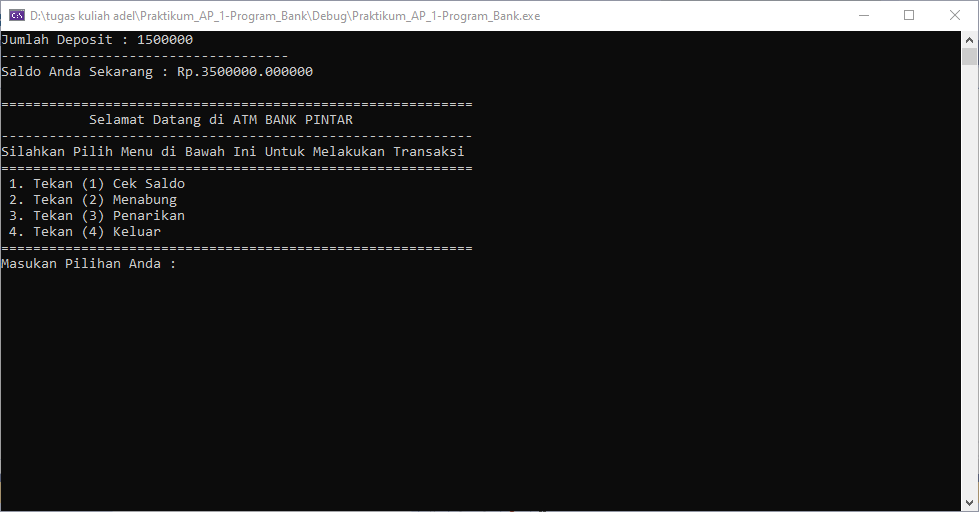 D:\tugas kuliah adel\Praktikum_AP_1-Program_Bank\Debug\Praktikum_AP_1-Program_Bank.exe
Jumlah Deposit : 1500000
------------------------------------
Saldo Anda Sekarang : Rp.3500000.000000
===========================================================
Selamat Datang di ATM BANK PINTAR
-----------------------------------------------------------
Silahkan Pilih Menu di Bawah Ini Untuk Melakukan Transaksi
===========================================================
1. Tekan (1) Cek Saldo
2. Tekan (2) Menabung
3. Tekan (3) Penarikan
4. Tekan (4) Keluar
===========================================================
Masukan Pilihan Anda :